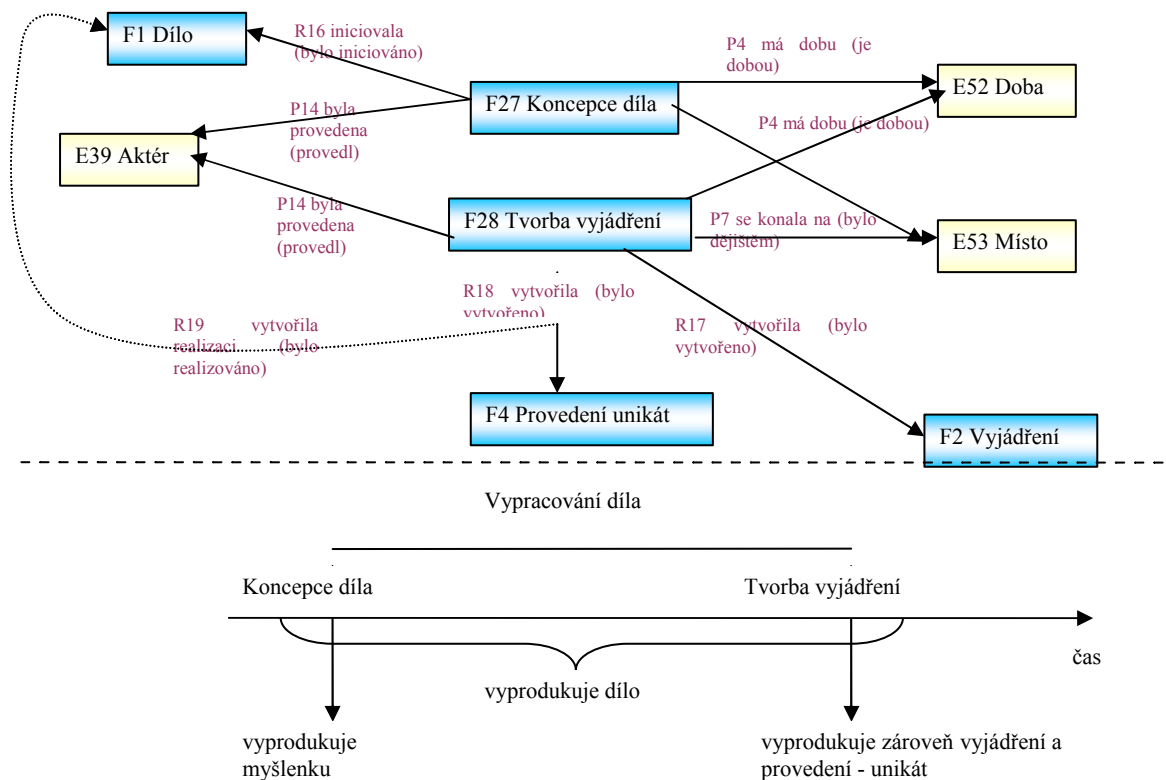 F1 Dílo
R16 iniciovala
(bylo iniciováno)
P4 má dobu (je
dobou)
E52 Doba
F27 Koncepce díla
P14 byla
provedena
(provedl)
P4 má dobu (je dobou)
E39 Aktér
P14 byla
provedena
(provedl)
F28 Tvorba vyjádření
P7 se konala na (bylo
dějištěm)
E53 Místo
R18 vytvořila (bylo
vytvořeno)
R19 vytvořila
realizaci (bylo
realizováno)
R17 vytvořila (bylo
vytvořeno)
F4 Provedení unikát
F2 Vyjádření
Vypracování díla
Koncepce díla
Tvorba vyjádření
čas
vyprodukuje dílo
vyprodukuje
myšlenku
vyprodukuje zároveň vyjádření a
provedení - unikát